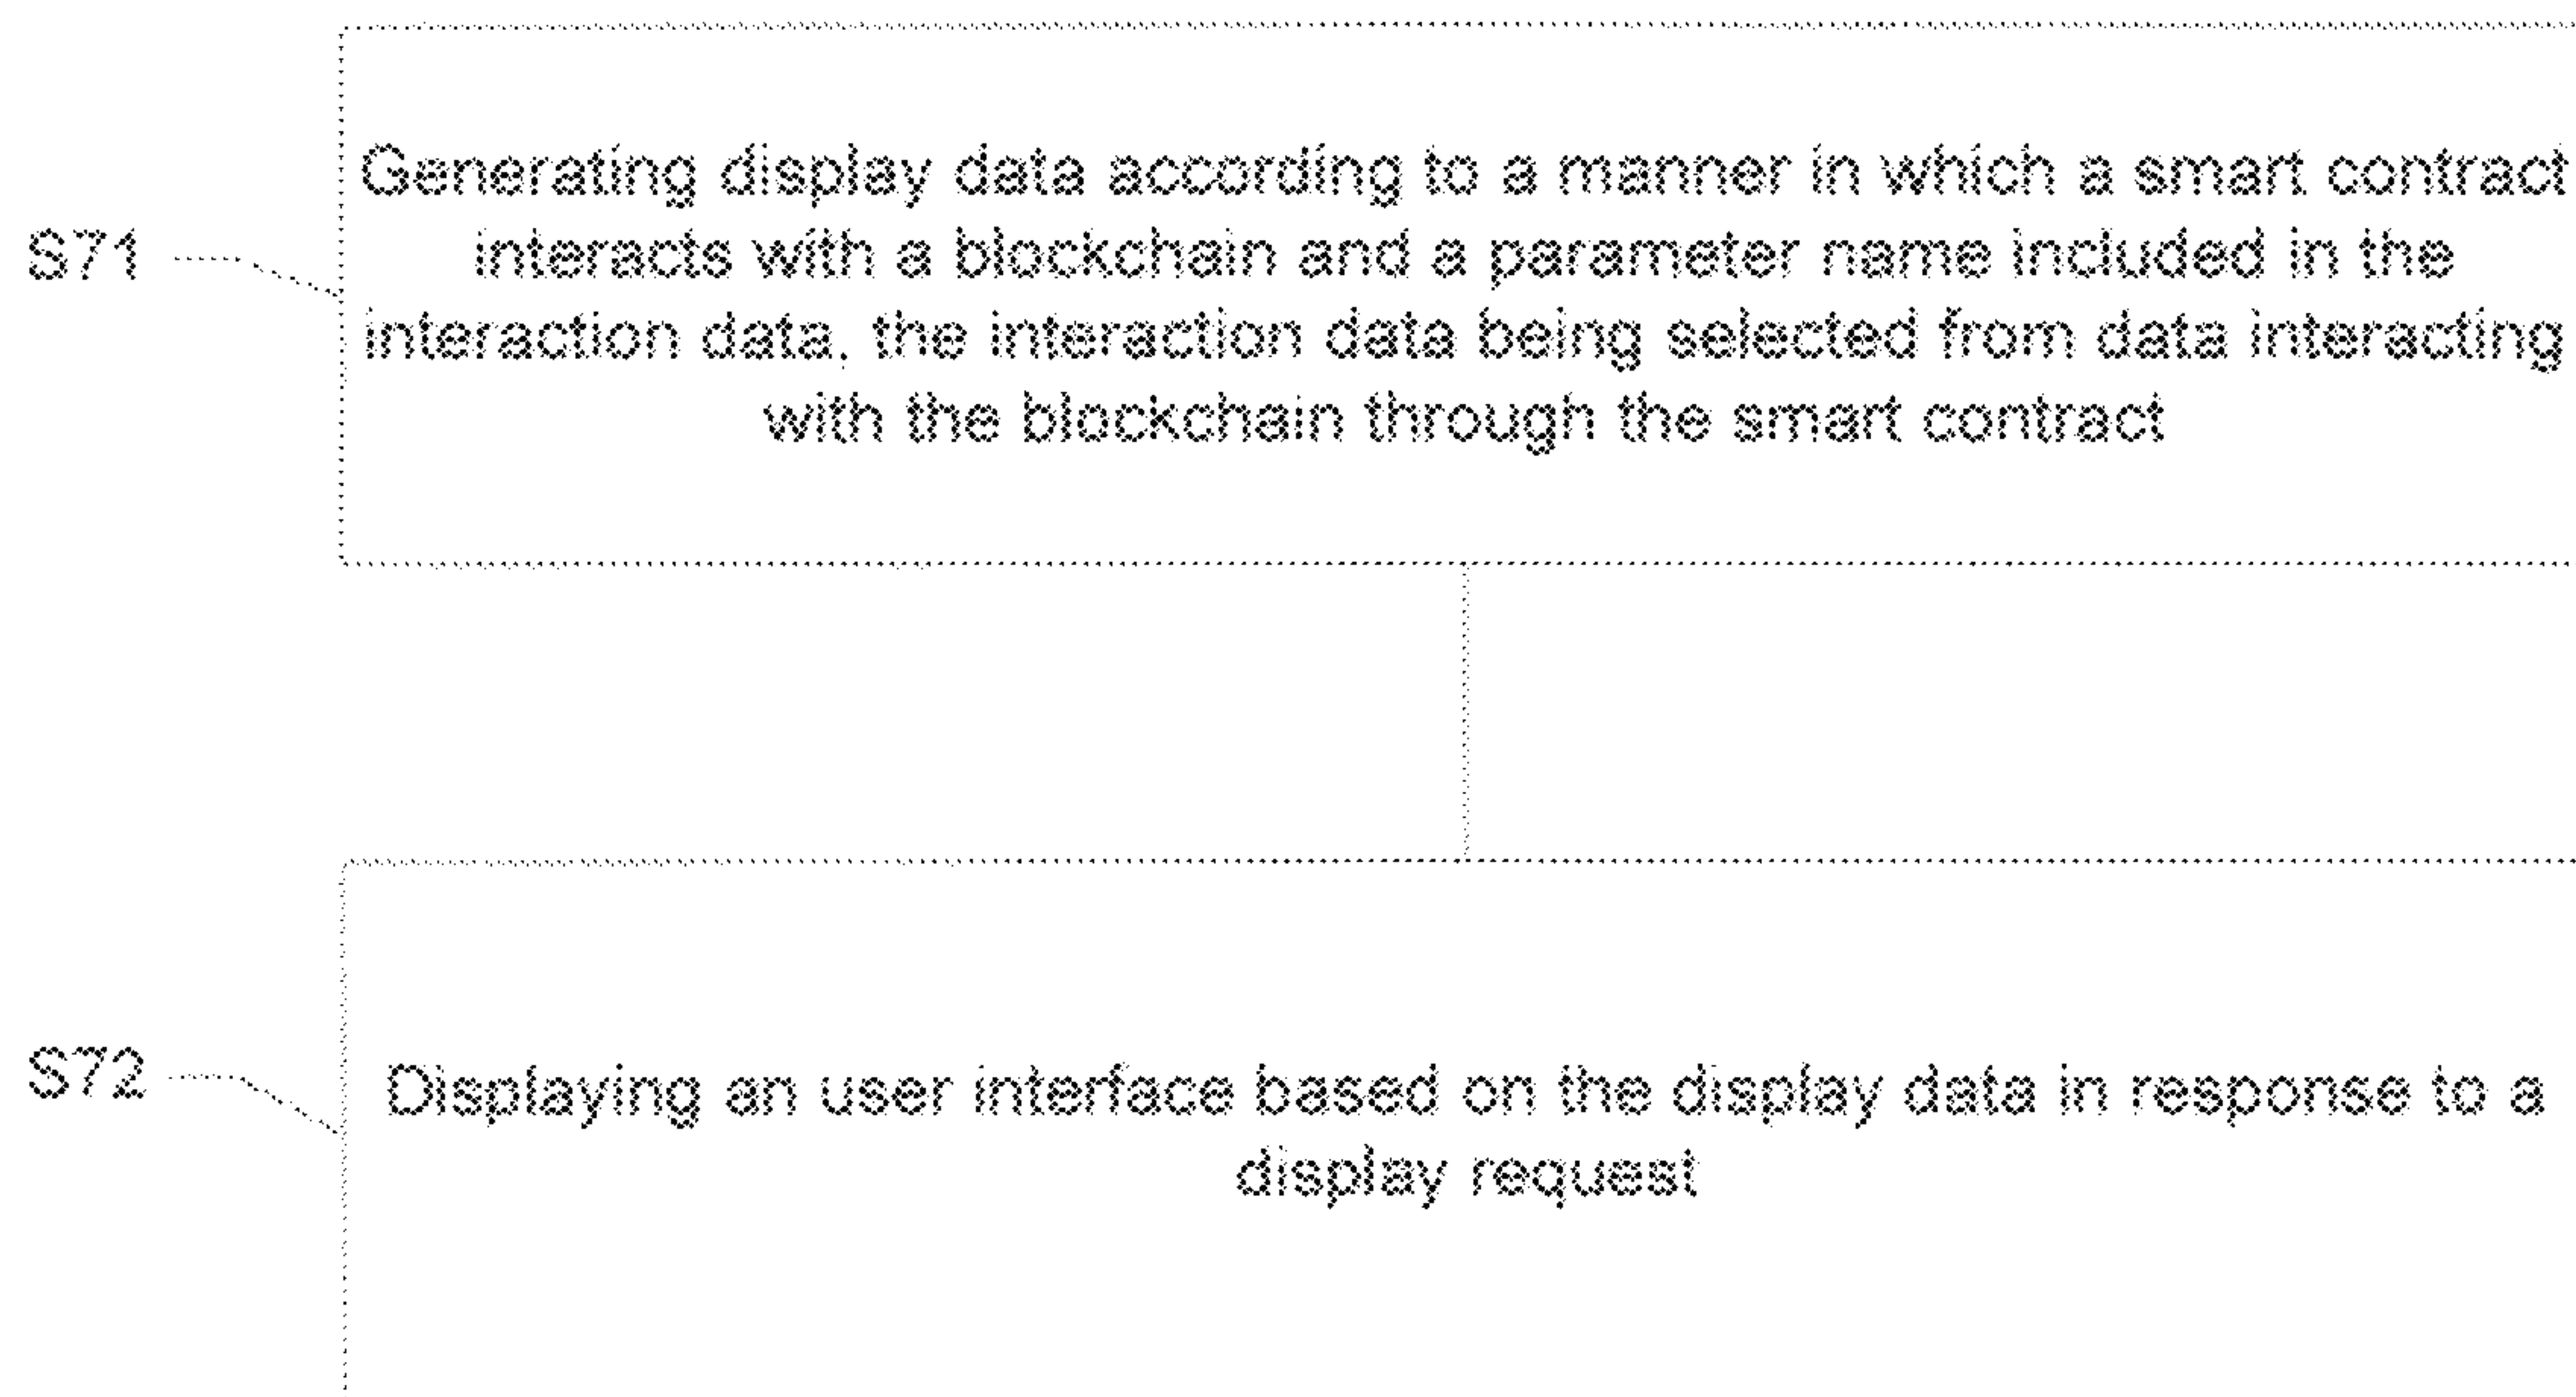 Generating display data according to a manner in which a smart contract
S71
interacts with a blockchain and a parameter name included in the
interaction data, the interaction data being selected from data interacting
with the blockchain through the smart contract
S72
Displaying an user interface based on the display data in response to a
display request